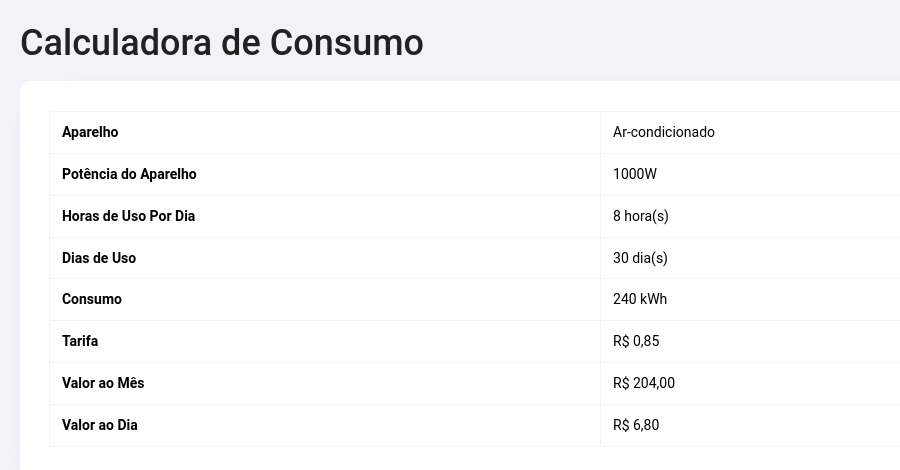 Calculadora de Consumo
Aparelho Ar-condicionado
Potência do Aparelho 1000W
Horas de Uso Por Dia 8 hora(s)
Dias de Uso 30 dia(s)
Consumo 240 kWh
Tarifa R$ 0,85
Valor ao Mês R$ 204,00
Valor ao Dia R$ 6,80